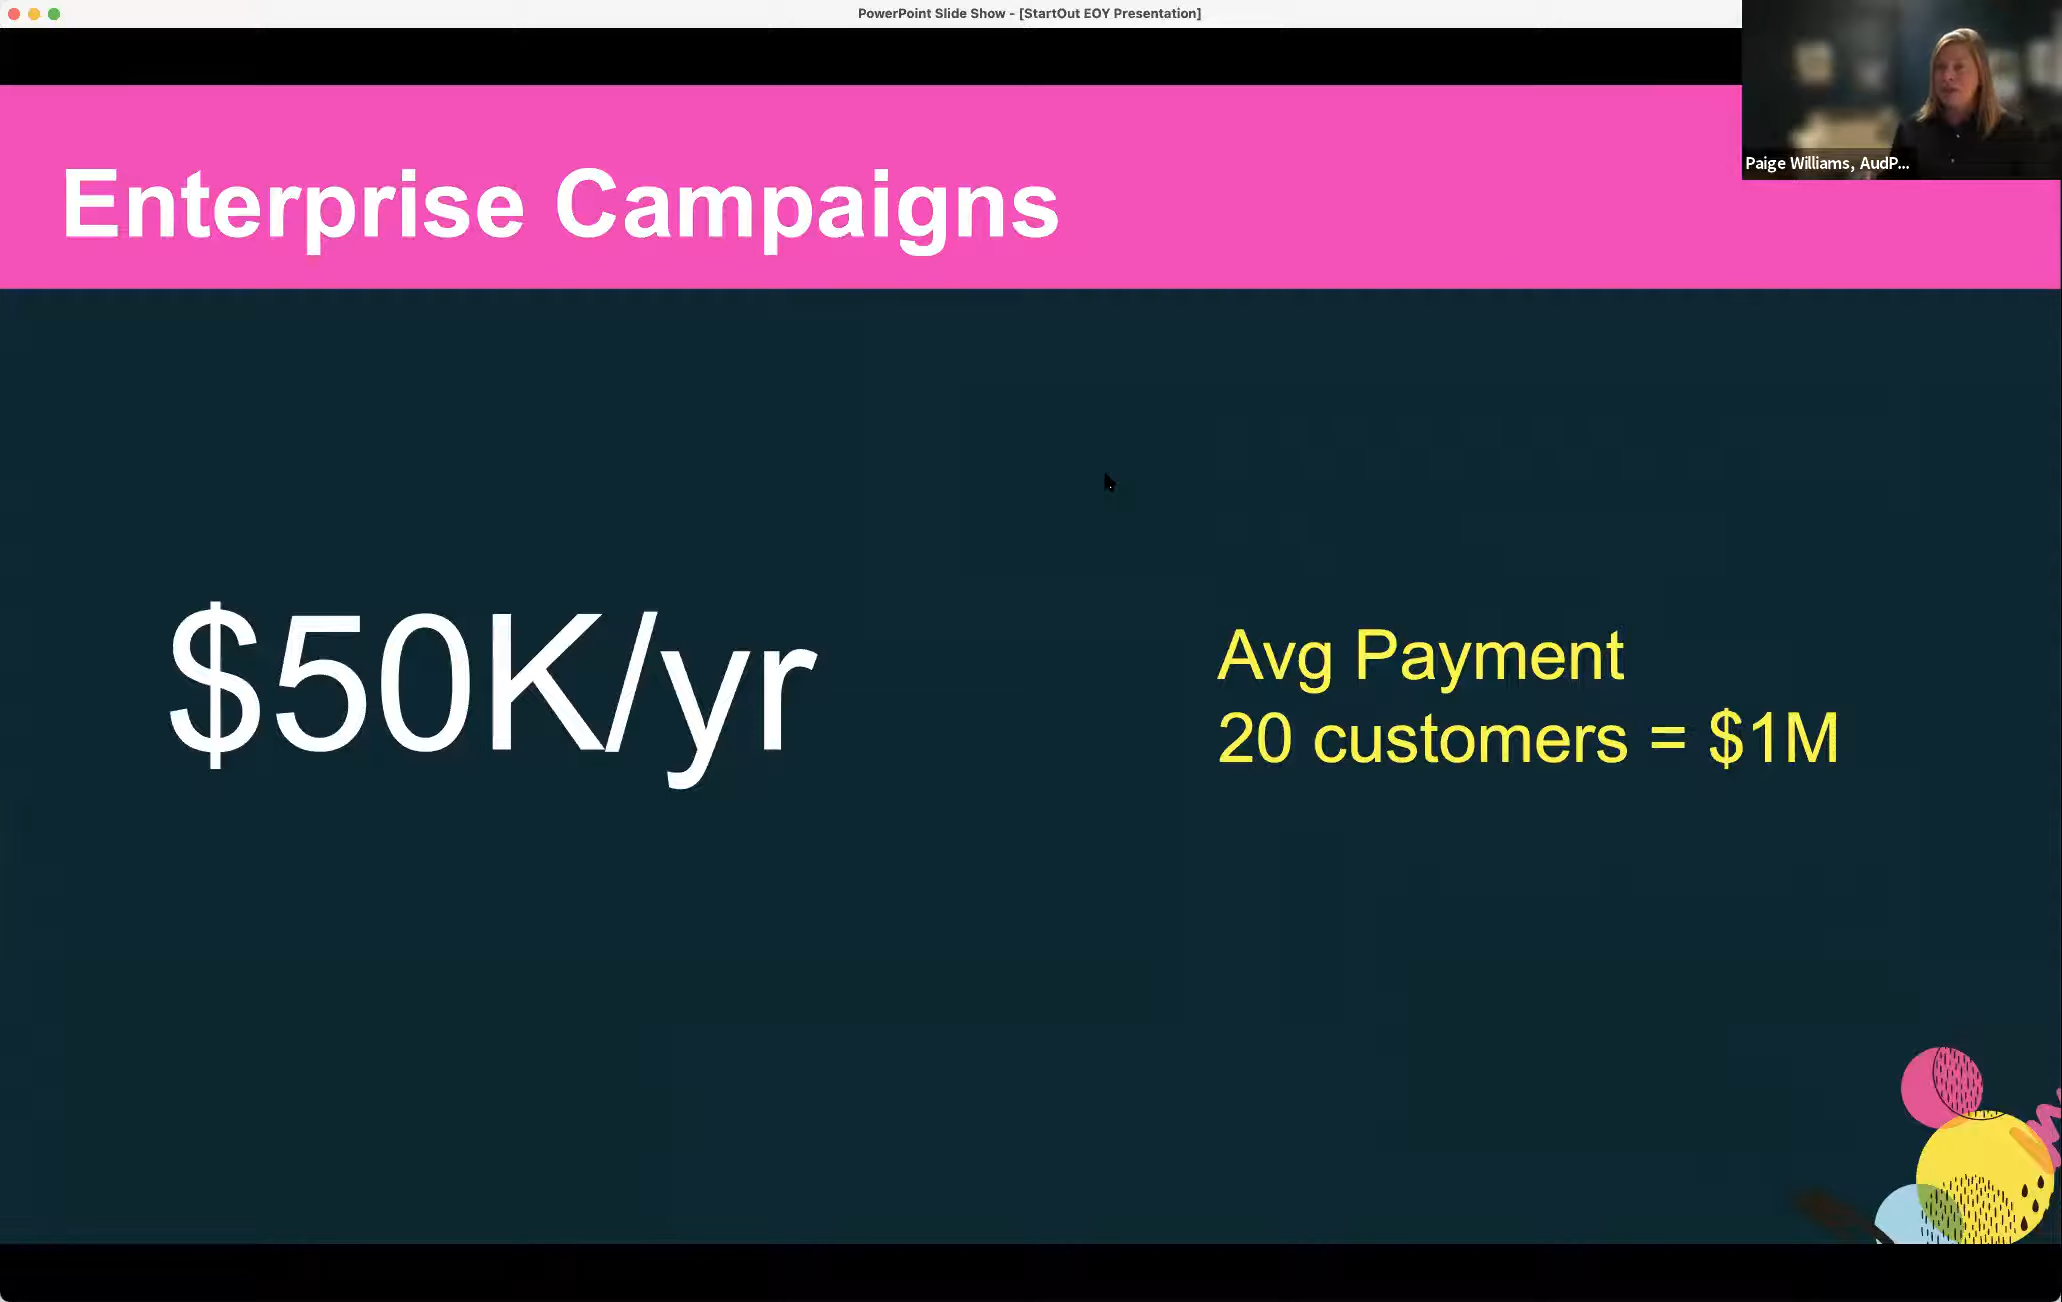 PowerPoint Slide Show - [StartOut EOY Presentation]
Paige Williams, AudP...
Enterprise Campaigns
$50K/yr
Avg Payment
20 customers = $1M